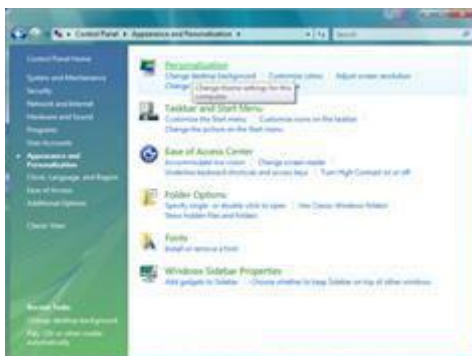 Control Panel ▸ Appearance and Personalization ▸
Search
Control Panel Home
System and Maintenance
Security
Network and Internet
Hardware and Sound
Programs
User Accounts
Appearance and
Personalization
Clock, Language, and Region
Ease of Access
Additional Options
Classic View
Recent Tasks
Change desktop background
Play CDs or other media
automatically
Personalization
Change desktop background Customize colors Adjust screen resolution
Change
Change theme settings for this
computer.
Taskbar and Start Menu
Customize the Start menu Customize icons on the taskbar
Change the picture on the Start menu
Ease of Access Center
Accommodate low vision Change screen reader
Underline keyboard shortcuts and access keys Turn High Contrast on or off
Folder Options
Specify single- or double-click to open Use Classic Windows folders
Show hidden files and folders
Fonts
Install or remove a font
Windows Sidebar Properties
Add gadgets to Sidebar Choose whether to keep Sidebar on top of other windows